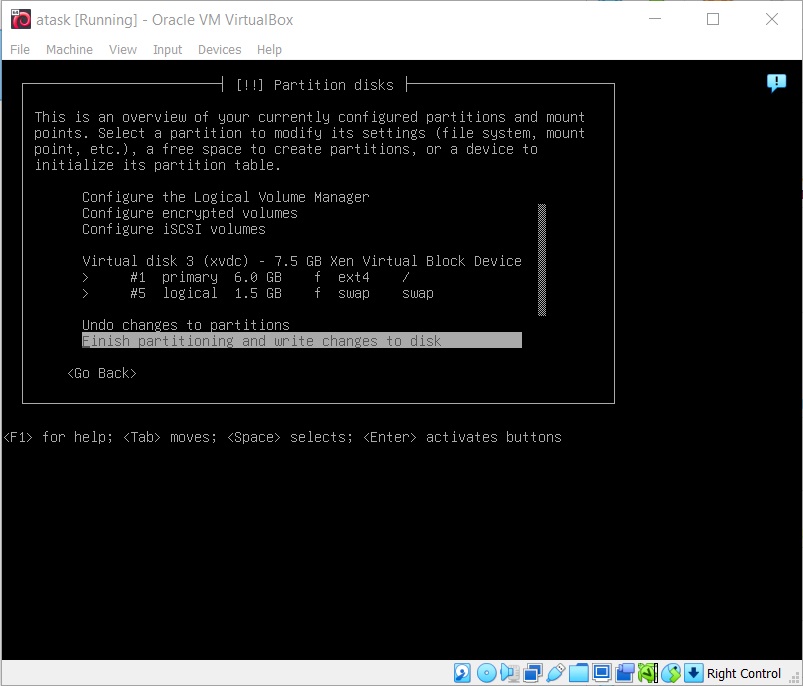 atask [Running] - Oracle VM VirtualBox
File Machine View Input Devices Help
[!!] Partition disks
This is an overview of your currently configured partitions and mount
points. Select a partition to modify its settings (file system, mount
point, etc.), a free space to create partitions, or a device to
initialize its partition table.
Configure the Logical Volume Manager
Configure encrypted volumes
Configure iSCSI volumes
Virtual disk 3 (xvdc) - 7.5 GB Xen Virtual Block Device
> #1 primary 6.0 GB f ext4 /
> #5 logical 1.5 GB f swap swap
Undo changes to partitions
Finish partitioning and write changes to disk
<Go Back>
<F1> for help; <Tab> moves; <Space> selects; <Enter> activates buttons
Right Control